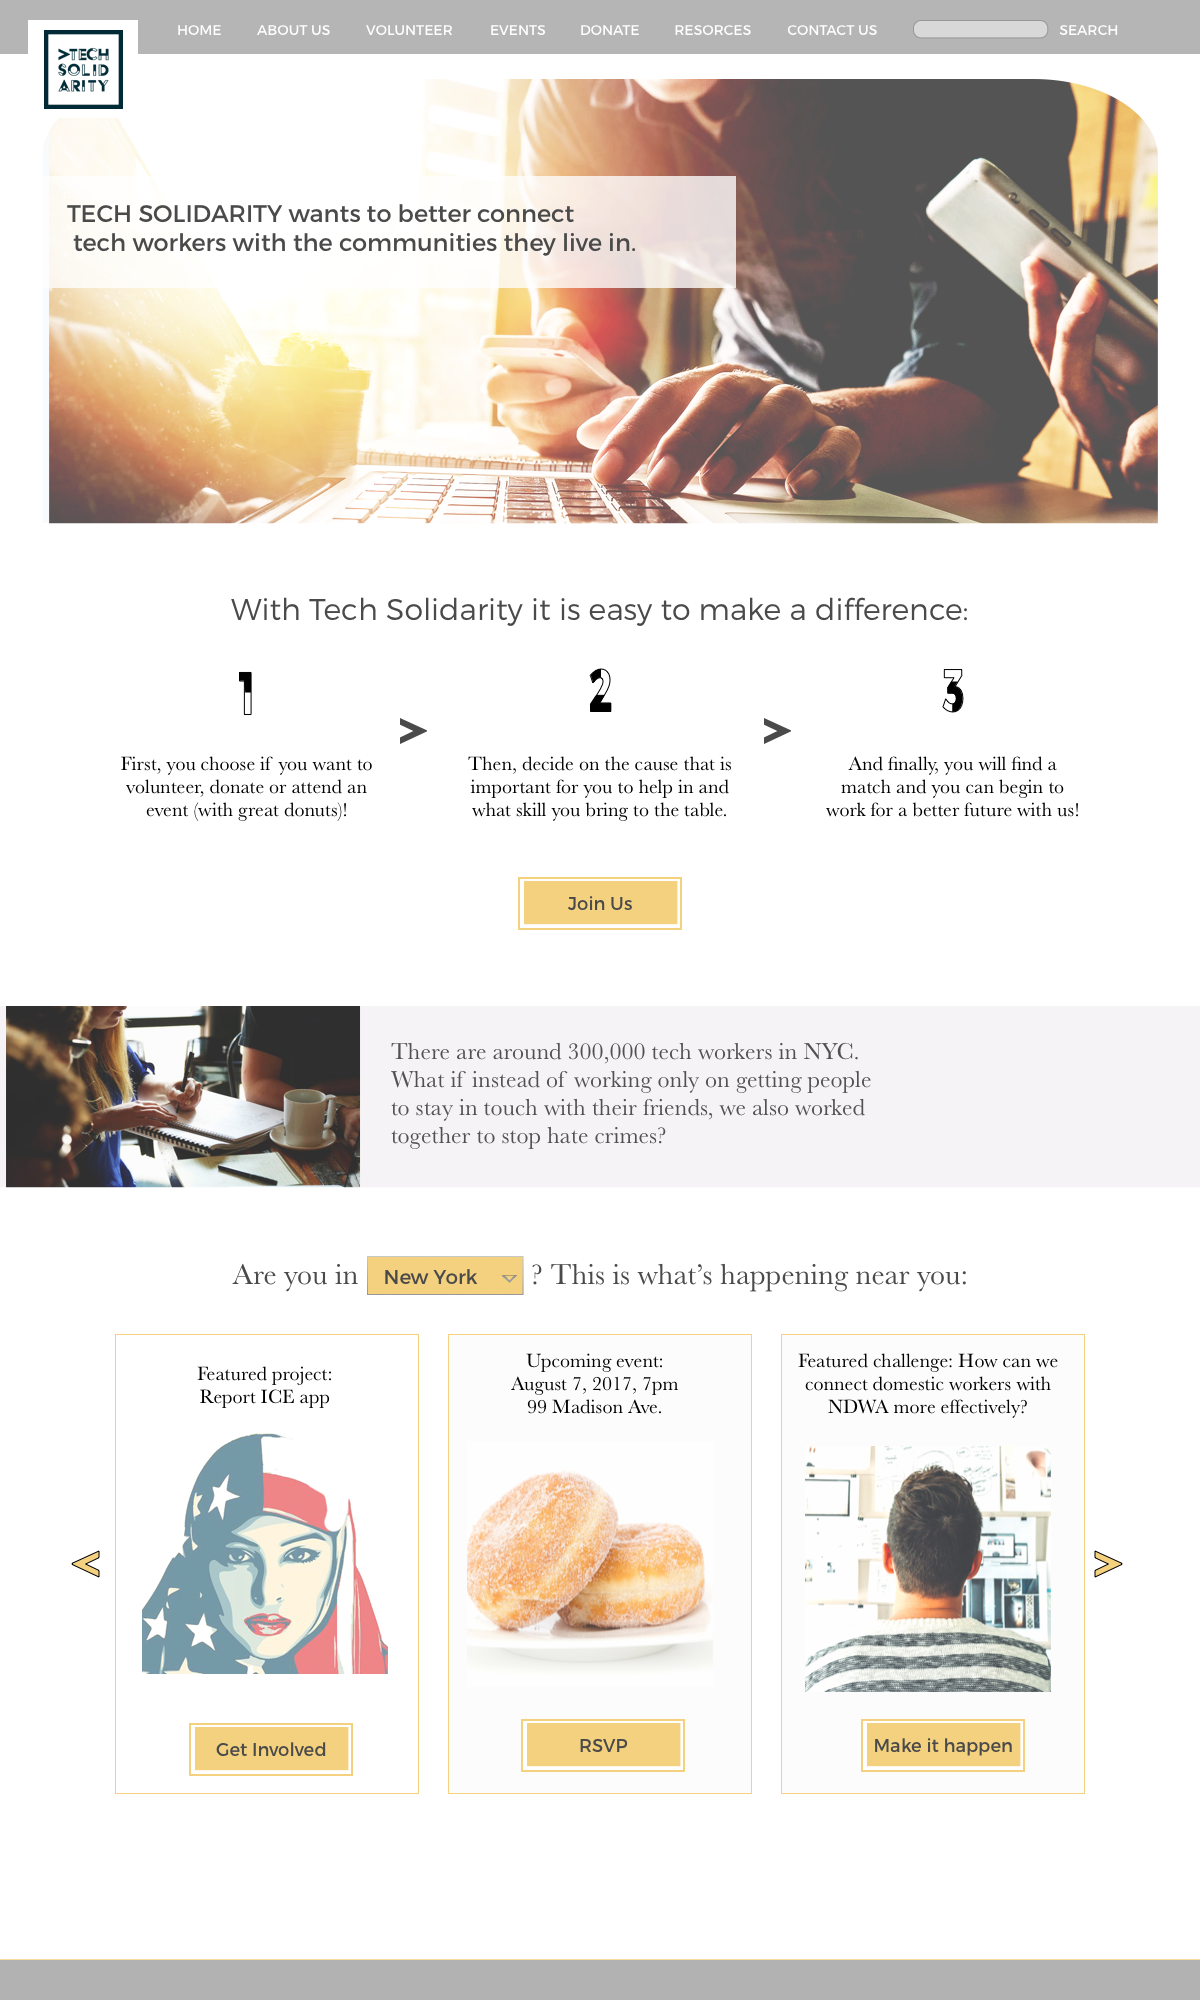 HOME ABOUT US VOLUNTEER EVENTS DONATE RESORCES CONTACT US SEARCH
>TECH
SOLID
ARITY
TECH SOLIDARITY wants to better connect
tech workers with the communities they live in.
With Tech Solidarity it is easy to make a difference:
1
>
2
>
3
First, you choose if you want to
volunteer, donate or attend an
event (with great donuts)!
Then, decide on the cause that is
important for you to help in and
what skill you bring to the table.
And finally, you will find a
match and you can begin to
work for a better future with us!
Join Us
There are around 300,000 tech workers in NYC.
What if instead of working only on getting people
to stay in touch with their friends, we also worked
together to stop hate crimes?
Are you in New York ? This is what’s happening near you:
Featured project:
Report ICE app
Get Involved
Upcoming event:
August 7, 2017, 7pm
99 Madison Ave.
RSVP
Featured challenge: How can we
connect domestic workers with
NDWA more effectively?
Make it happen
<
>